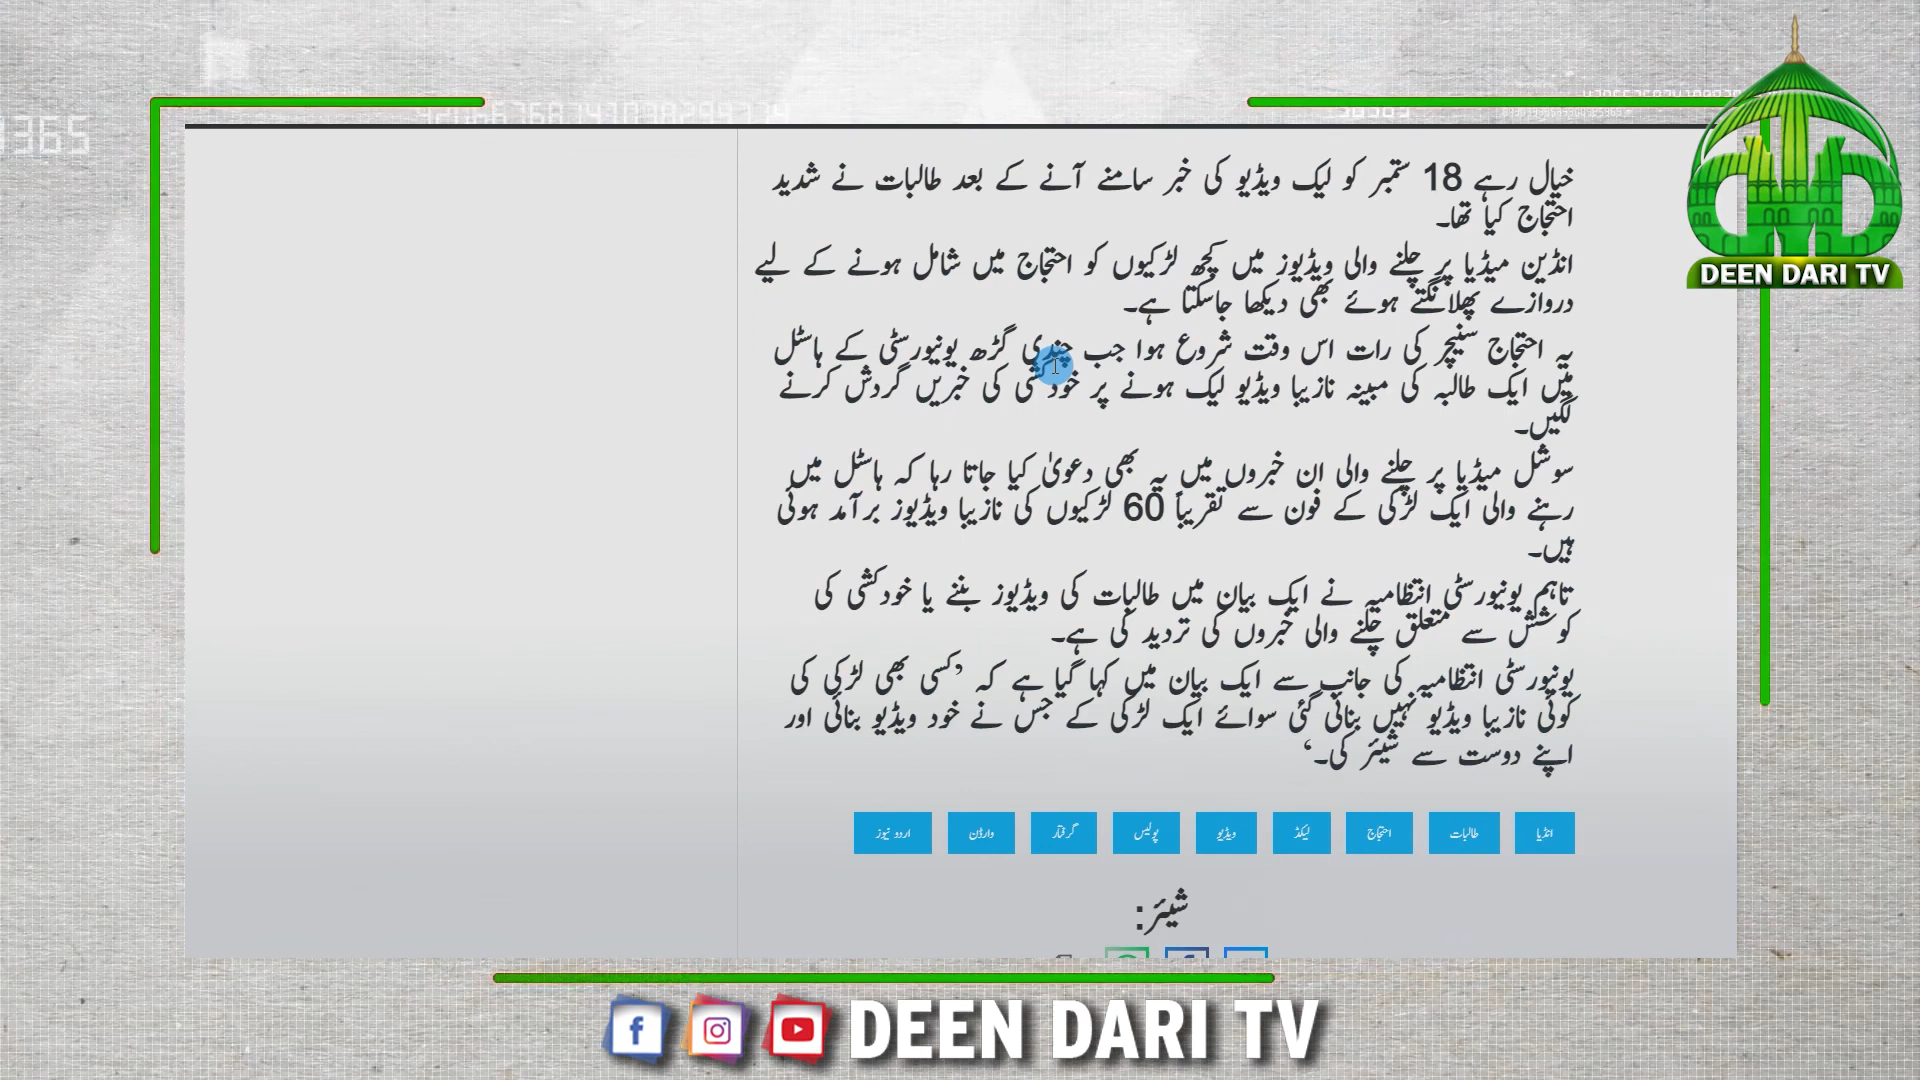 DEEN DARI TV
خیال رہے 18 ستمبر کو لیک ویڈیو کی خبر سامنے آنے کے بعد طالبات نے شدید
احتجاج کیا تھا۔
انڈین میڈیا پر چلنے والی ویڈیوز میں کچھ لڑکیوں کو احتجاج میں شامل ہونے کے لیے
دروازے پھلانگتے ہوئے بھی دیکھا جاسکتا ہے۔
یہ احتجاج سنیچر کی رات اس وقت شروع ہوا جب چندی گڑھ یونیورسٹی کے ہاسٹل
میں ایک طالبہ کی مبینہ نازیبا ویڈیو لیک ہونے پر خودکشی کی خبریں گردش کرنے
لگیں۔
سوشل میڈیا پر چلنے والی ان خبروں میں یہ بھی دعویٰ کیا جاتا رہا کہ ہاسٹل میں
رہنے والی ایک لڑکی کے فون سے تقریباً 60 لڑکیوں کی نازیبا ویڈیوز برآمد ہوئی
ہیں۔
تاہم یونیورسٹی انتظامیہ نے ایک بیان میں طالبات کی ویڈیوز بننے یا خودکشی کی
کوشش سے متعلق چلنے والی خبروں کی تردید کی ہے۔
یونیورسٹی انتظامیہ کی جانب سے ایک بیان میں کہا گیا ہے کہ ’کسی بھی لڑکی کی
کوئی نازیبا ویڈیو نہیں بنائی گئی سوائے ایک لڑکی کے جس نے خود ویڈیو بنائی اور
اپنے دوست سے شیئر کی۔‘
انڈیا طالبات احتجاج لیکڈ ویڈیو پولیس گرفتار وارڈن اردو نیوز
شیئر:
DEEN DARI TV